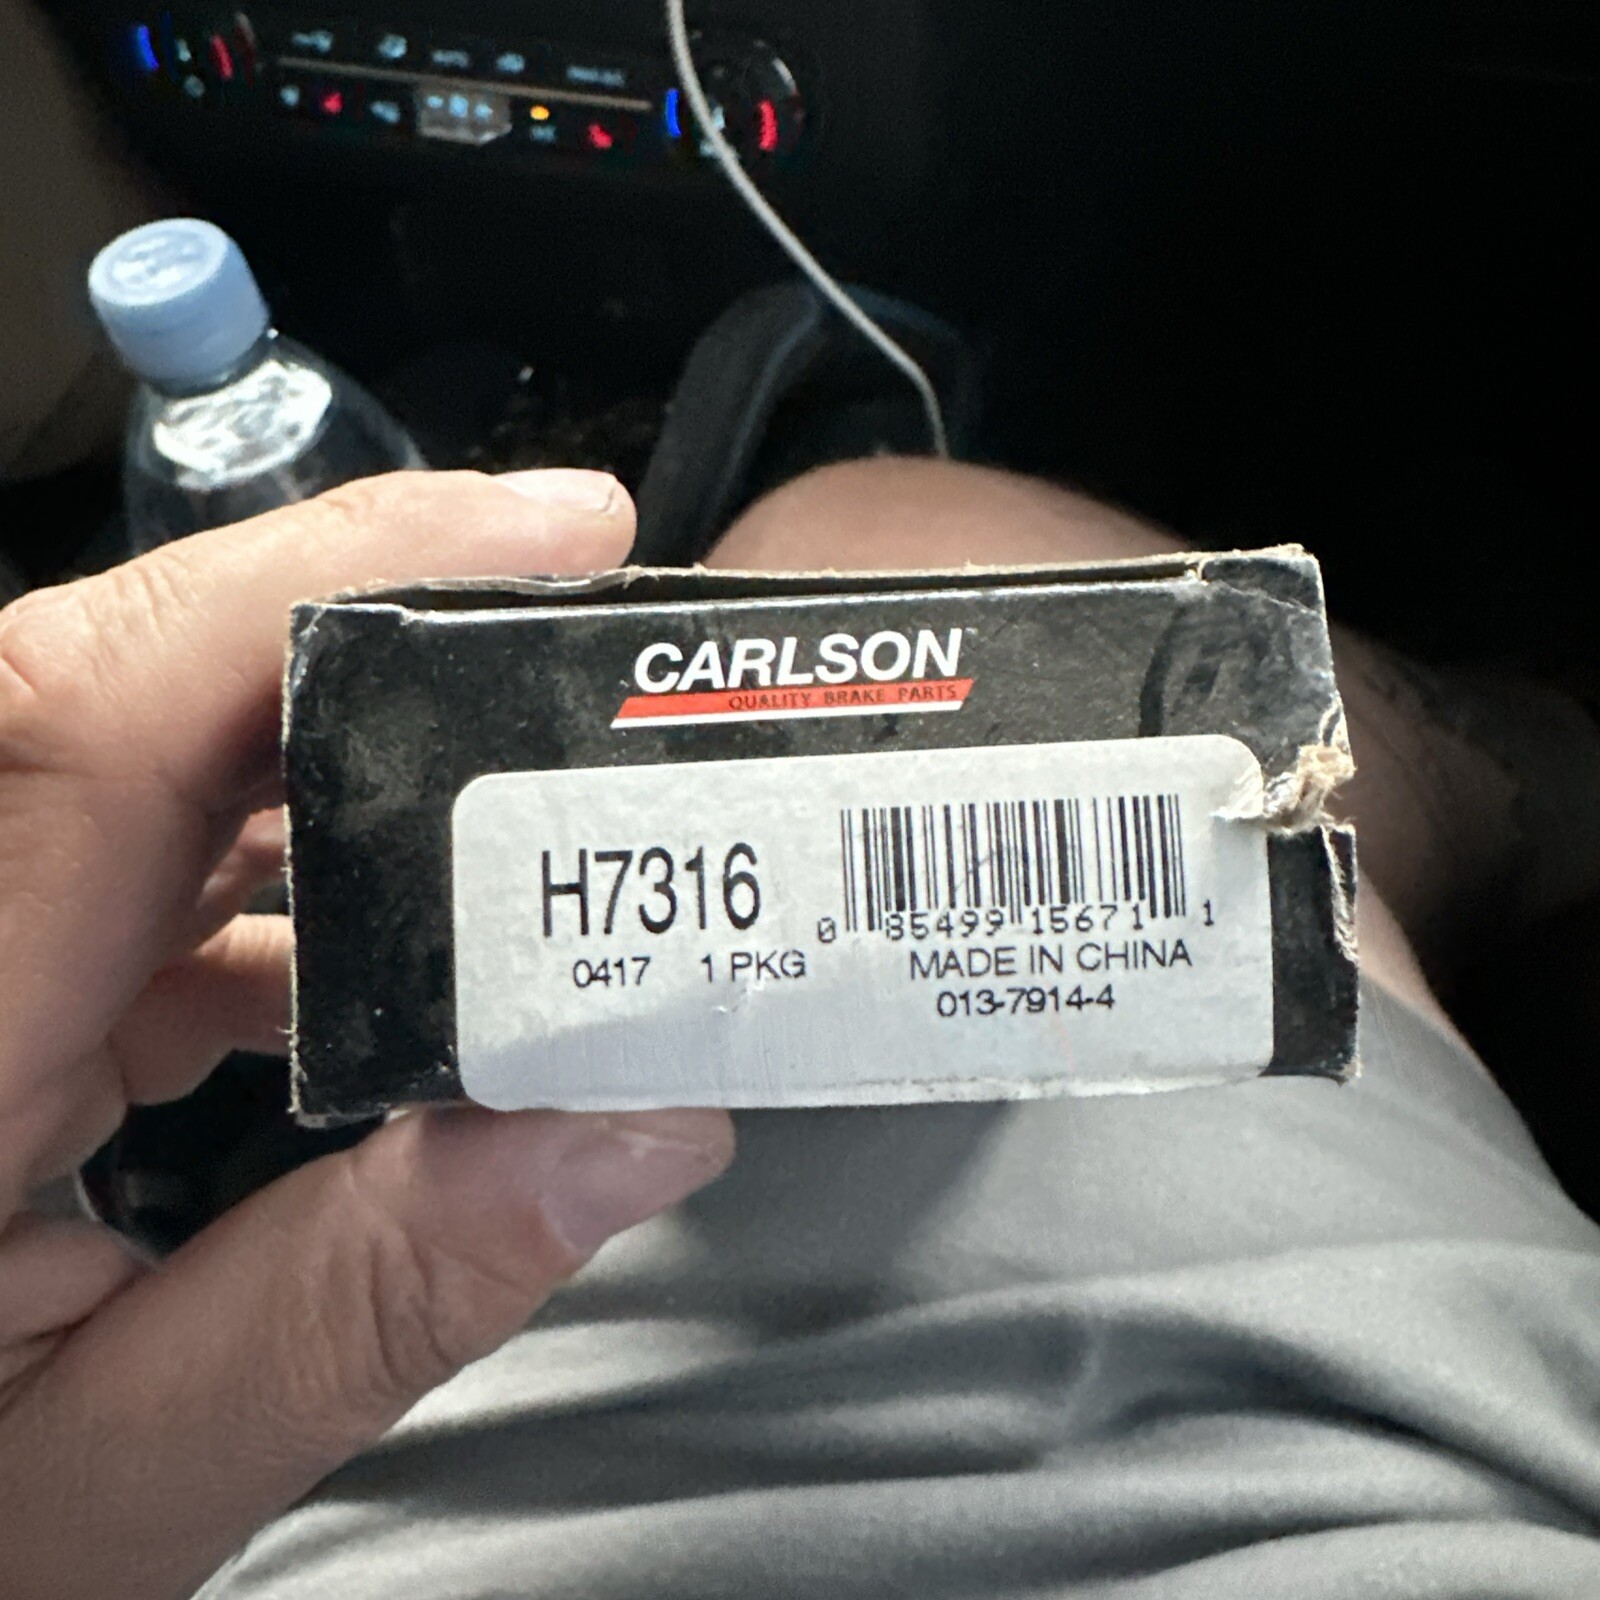 CARLSON
QUALITY BRAKE PARTS
H7316
0417 1 PKG
0 85499 15671 1
MADE IN CHINA
013-7914-4